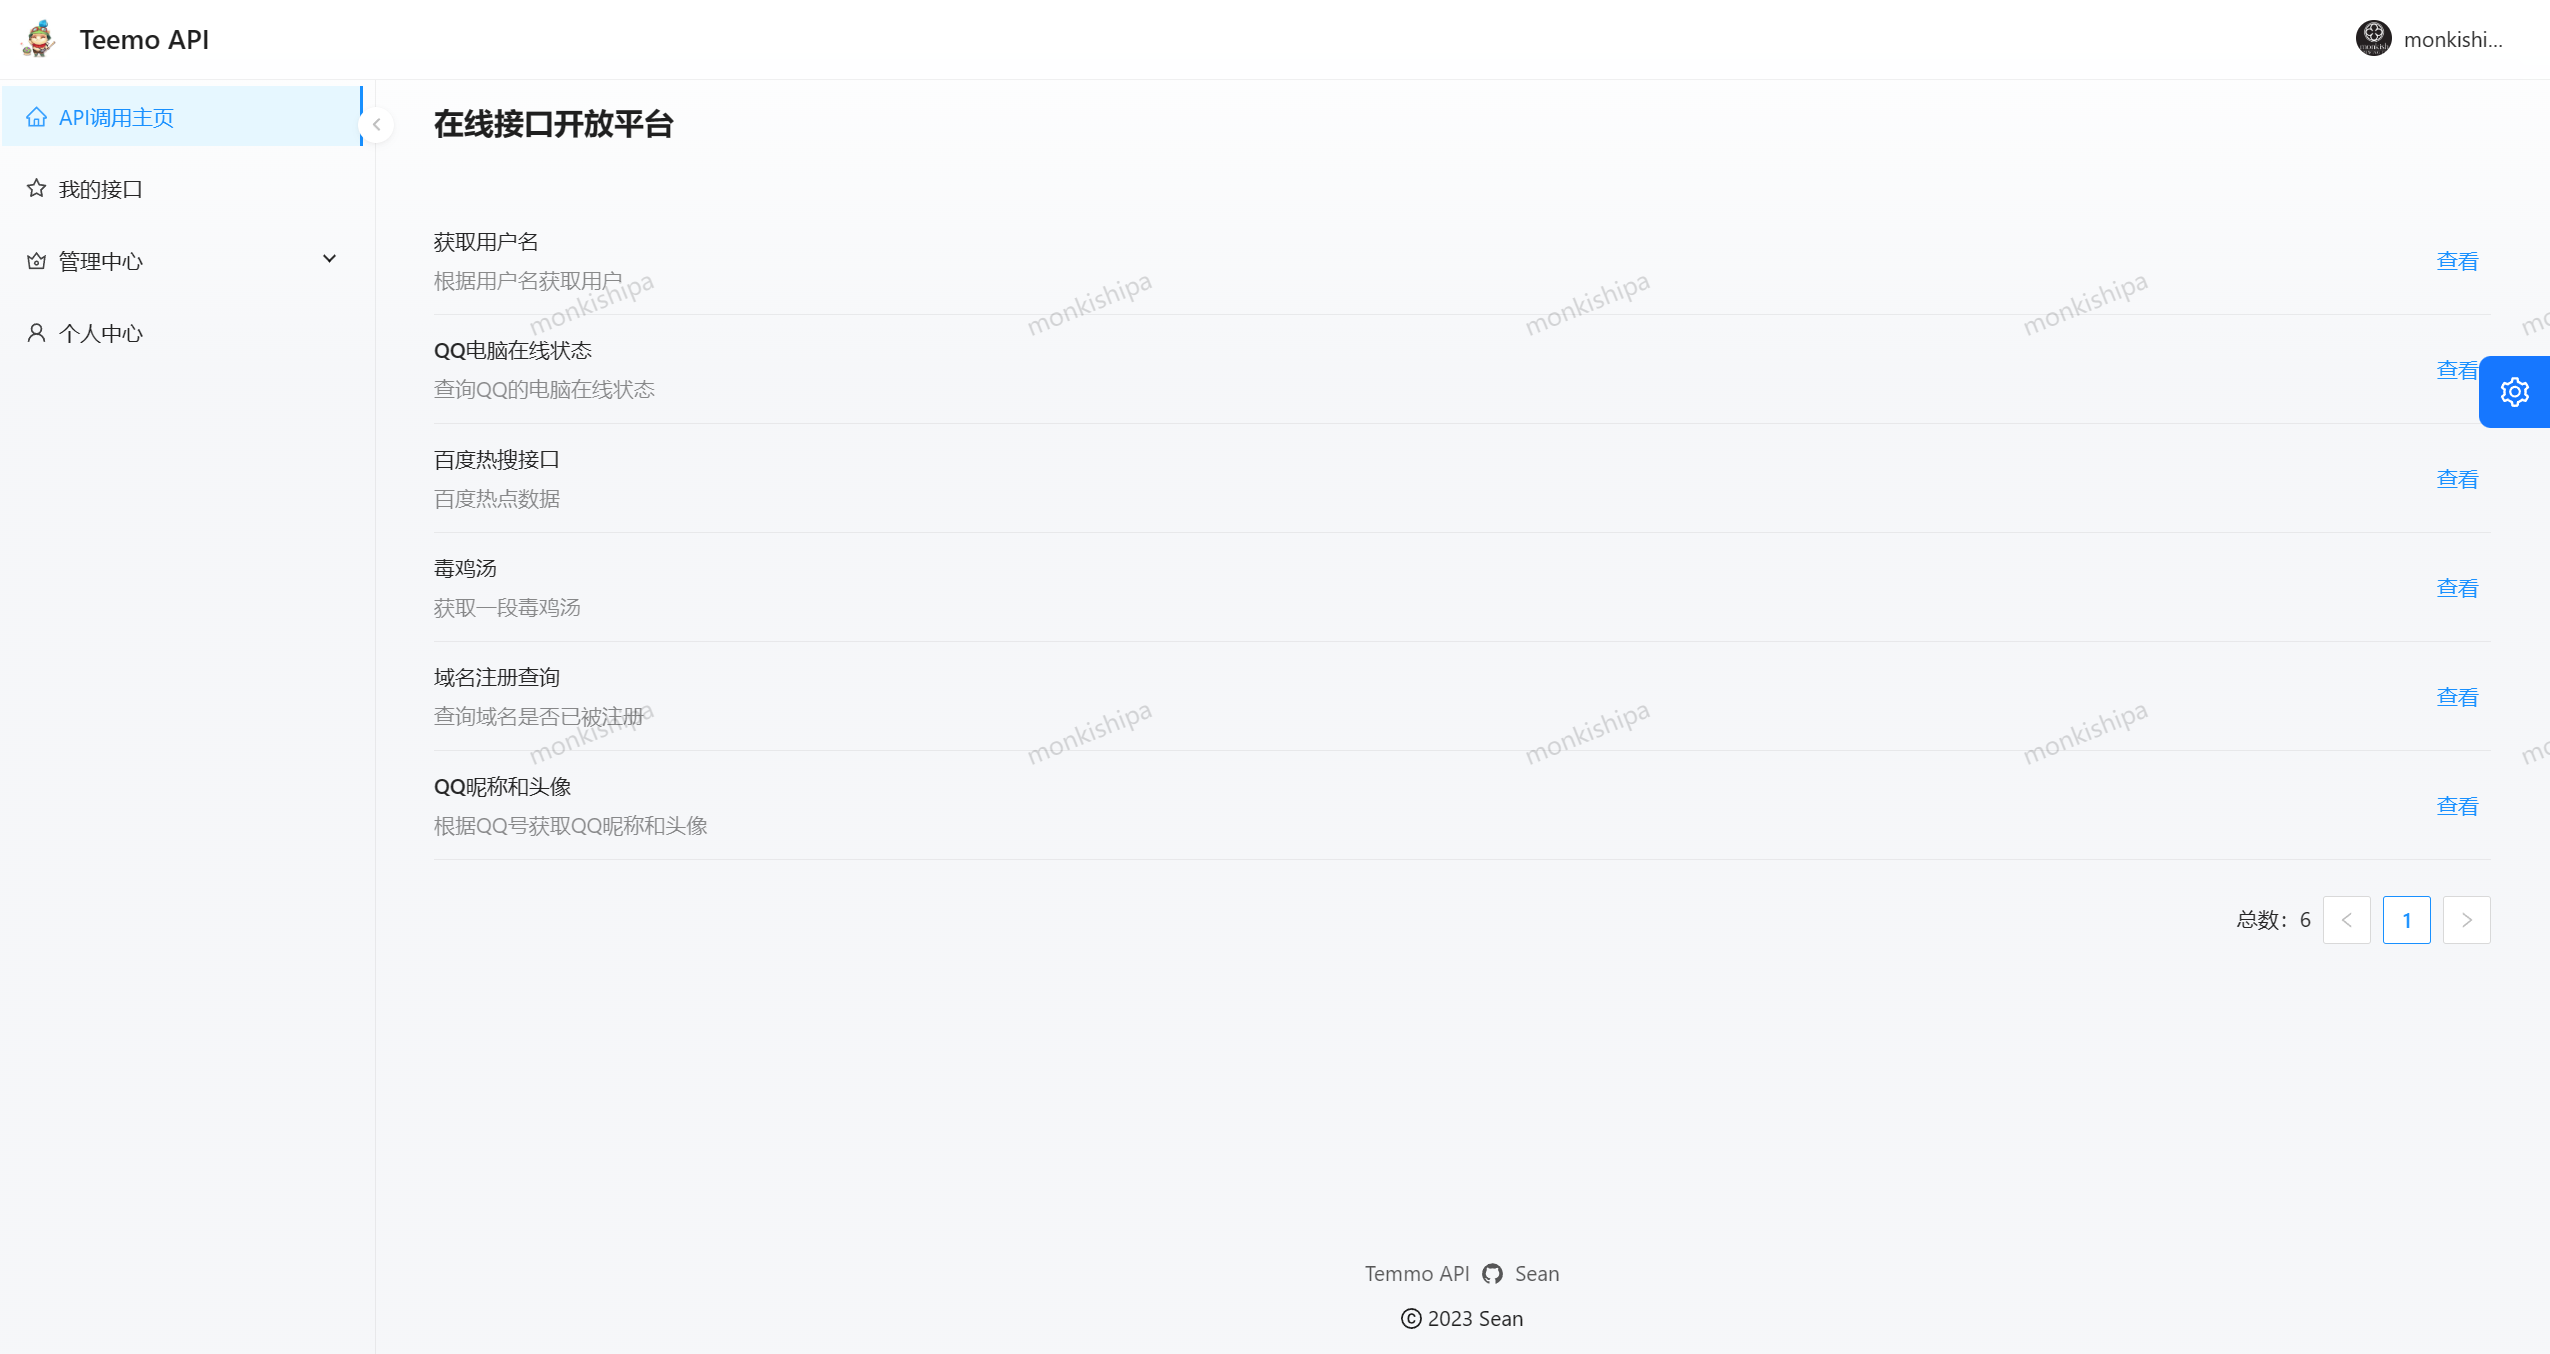 Teemo API
monkishi...
API调用主页
我的接口
管理中心
个人中心
在线接口开放平台
获取用户名
根据用户名获取用户
查看
QQ电脑在线状态
查询QQ的电脑在线状态
查看
百度热搜接口
百度热点数据
查看
毒鸡汤
获取一段毒鸡汤
查看
域名注册查询
查询域名是否已被注册
查看
QQ昵称和头像
根据QQ号获取QQ昵称和头像
查看
monkishipa
monkishipa
monkishipa
monkishipa
mo
monkishipa
monkishipa
monkishipa
monkishipa
mo
总数：6
1
Temmo API Sean
© 2023 Sean